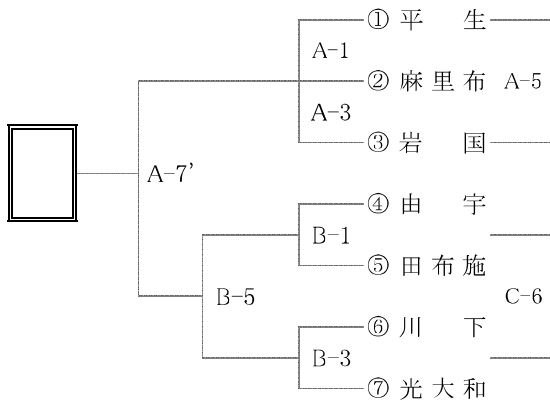 ① 平 生
A-1
② 麻里布 A-5
A-3
③ 岩 国
A-7’
④ 由 宇
B-1
⑤ 田布施
B-5
C-6
⑥ 川 下
B-3
⑦ 光大和